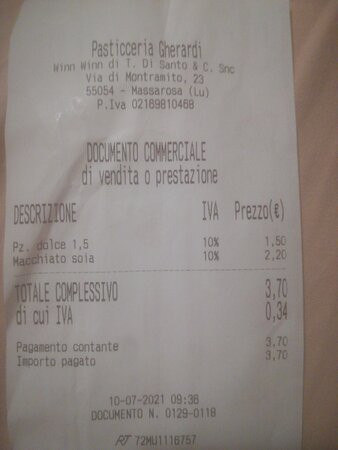 Pasticceria Gherardi
Winn Winn di T. Di Santo & C. Snc
Via di Montramito, 23
55054 - Massarosa (Lu)
P.Iva 02169810468
DOCUMENTO COMMERCIALE
di vendita o prestazione
DESCRIZIONE IVA Prezzo(€)
Pz. dolce 1,5 10% 1,50
Macchiato soia 10% 2,20
TOTALE COMPLESSIVO 3,70
di cui IVA 0,34
Pagamento contante 3,70
Importo pagato 3,70
10-07-2021 09:36
DOCUMENTO N. 0129-0118
RT 72MU1116757